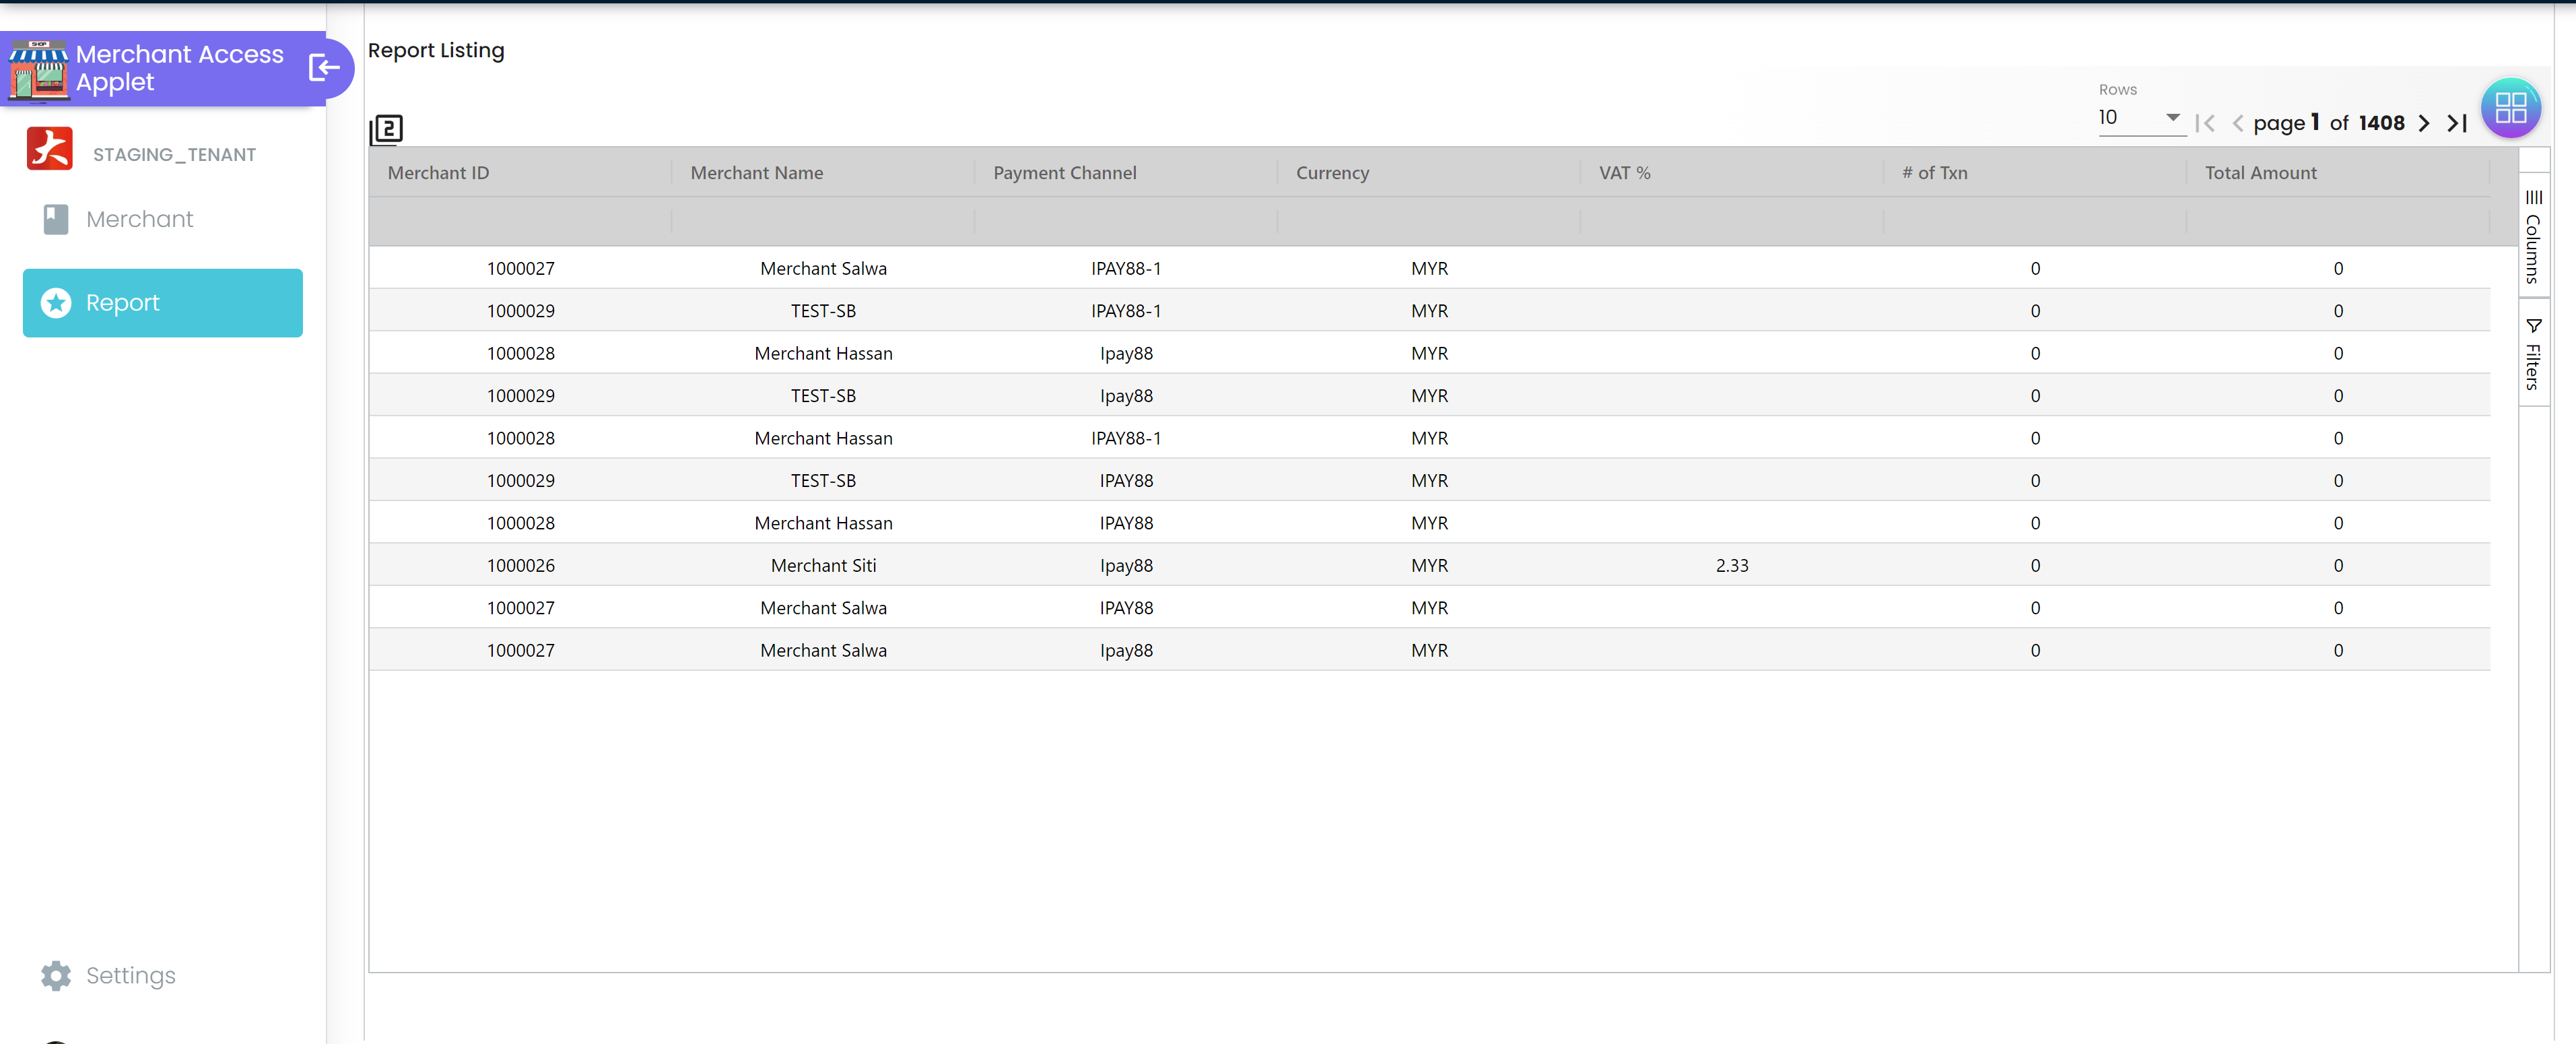 SHOP
Merchant Access
Applet
STAGING_TENANT
Merchant
Report
Settings
Report Listing
2
Rows
10
page 1 of 1408
Merchant ID Merchant Name Payment Channel Currency VAT % # of Txn Total Amount
1000027 Merchant Salwa IPAY88-1 MYR 0 0
1000029 TEST-SB IPAY88-1 MYR 0 0
1000028 Merchant Hassan Ipay88 MYR 0 0
1000029 TEST-SB Ipay88 MYR 0 0
1000028 Merchant Hassan IPAY88-1 MYR 0 0
1000029 TEST-SB IPAY88 MYR 0 0
1000028 Merchant Hassan IPAY88 MYR 0 0
1000026 Merchant Siti Ipay88 MYR 2.33 0 0
1000027 Merchant Salwa IPAY88 MYR 0 0
1000027 Merchant Salwa Ipay88 MYR 0 0
Columns
Filters